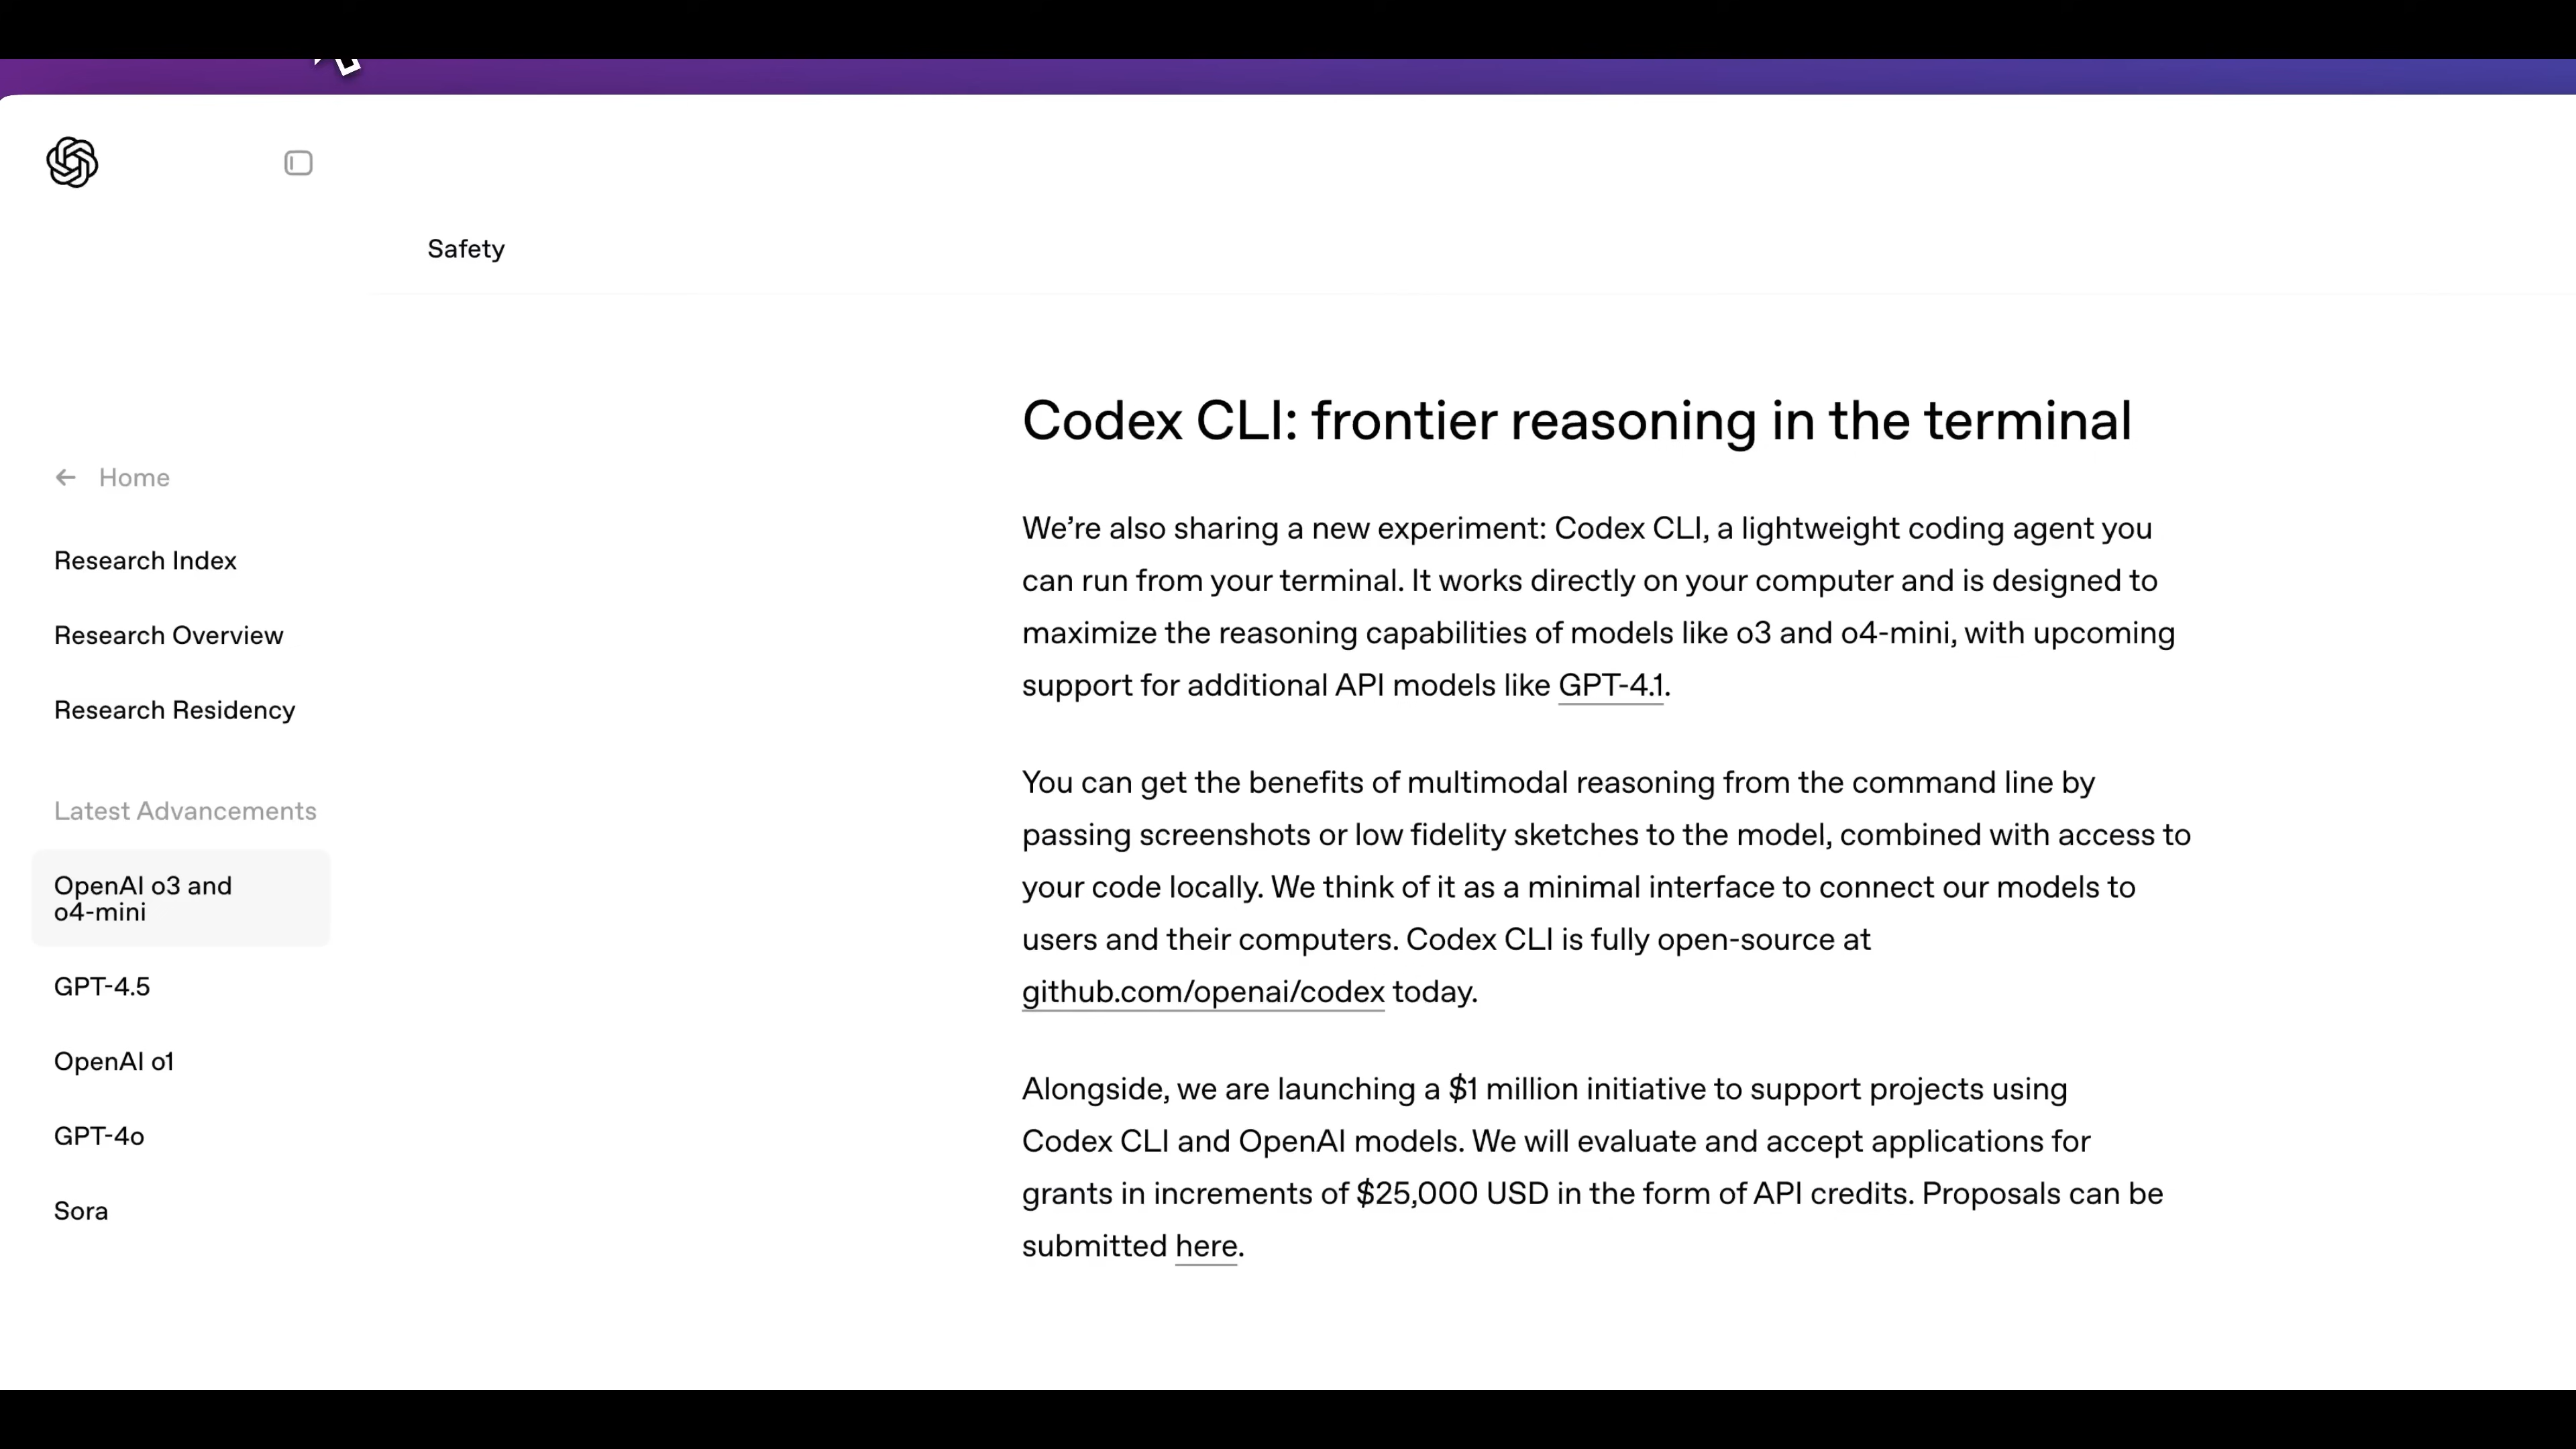 Safety
← Home
Research Index
Research Overview
Research Residency
Latest Advancements
OpenAI o3 and
o4-mini
GPT-4.5
OpenAI o1
GPT-4o
Sora
Codex CLI: frontier reasoning in the terminal
We’re also sharing a new experiment: Codex CLI, a lightweight coding agent you
can run from your terminal. It works directly on your computer and is designed to
maximize the reasoning capabilities of models like o3 and o4-mini, with upcoming
support for additional API models like GPT-4.1.
You can get the benefits of multimodal reasoning from the command line by
passing screenshots or low fidelity sketches to the model, combined with access to
your code locally. We think of it as a minimal interface to connect our models to
users and their computers. Codex CLI is fully open-source at
github.com/openai/codex today.
Alongside, we are launching a $1 million initiative to support projects using
Codex CLI and OpenAI models. We will evaluate and accept applications for
grants in increments of $25,000 USD in the form of API credits. Proposals can be
submitted here.